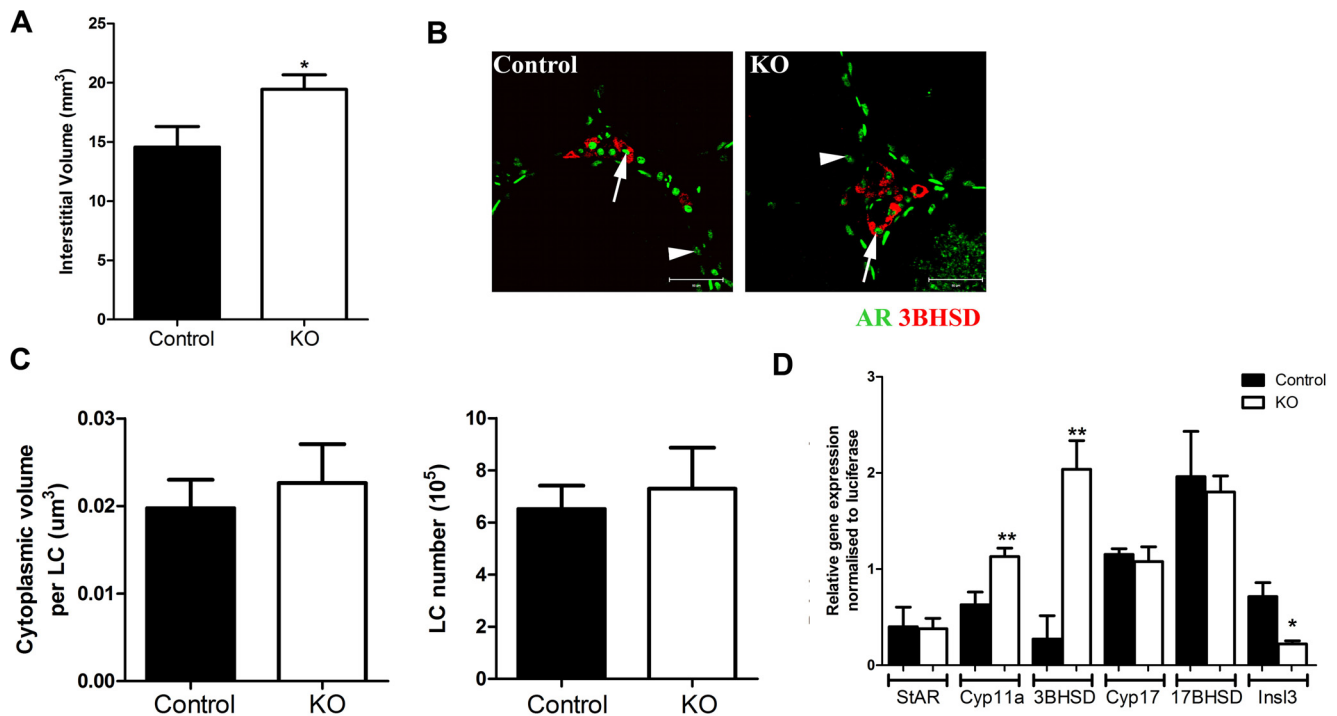 A
Interstitial Volume (mm³)
25
20
15
10
5
0
*
Control
KO
B
Control
KO
AR 3BHSD
C
Cytoplasmic volume
per LC (um³)
0.03
0.02
0.01
0.00
Control
KO
LC number (10⁵)
10
8
6
4
2
0
Control
KO
D
Relative gene expression
normalised to luciferase
3
2
1
0
Control
KO
**
**
*
StAR
Cyp11a
3BHSD
Cyp17
17BHSD
Insl3